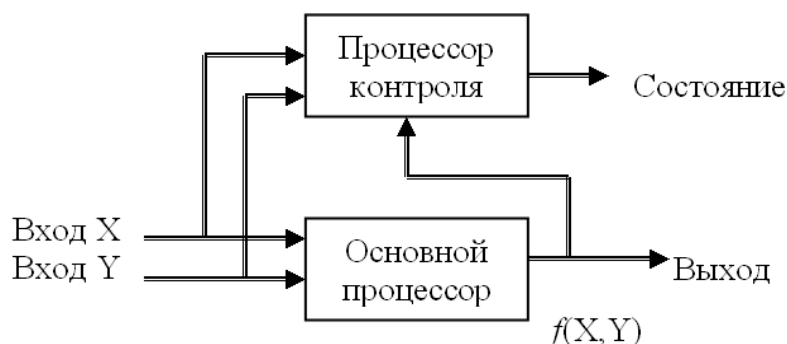 Процессор
контроля
Состояние
Вход X
Вход Y
Основной
процессор
Выход
f(X,Y)